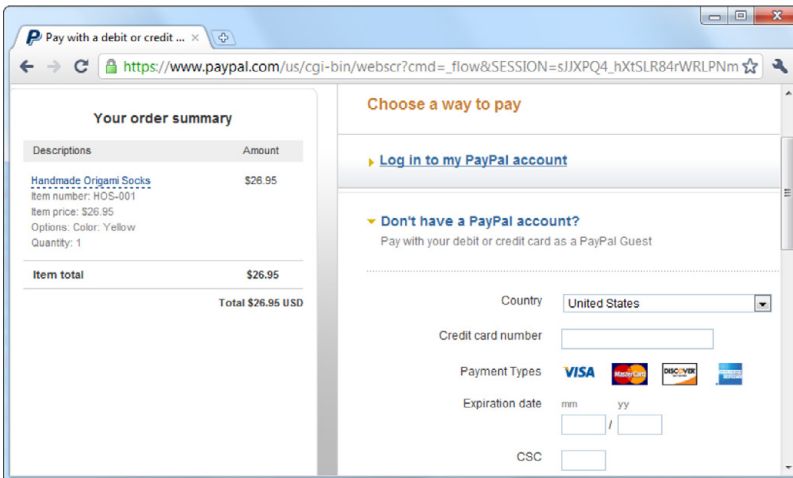 Pay with a debit or credit ...
https://www.paypal.com/us/cgi-bin/webscr?cmd=_flow&SESSION=sJJXPQ4_hXtSLR84rWRLPNm
Your order summary
Descriptions Amount
Handmade Origami Socks $26.95
Item number: HOS-001
Item price: $26.95
Options: Color: Yellow
Quantity: 1
Item total $26.95
Total $26.95 USD
Choose a way to pay
Log in to my PayPal account
Don't have a PayPal account?
Pay with your debit or credit card as a PayPal Guest
Country United States
Credit card number
Payment Types VISA MasterCard DISCOVER
Expiration date mm yy
/
CSC